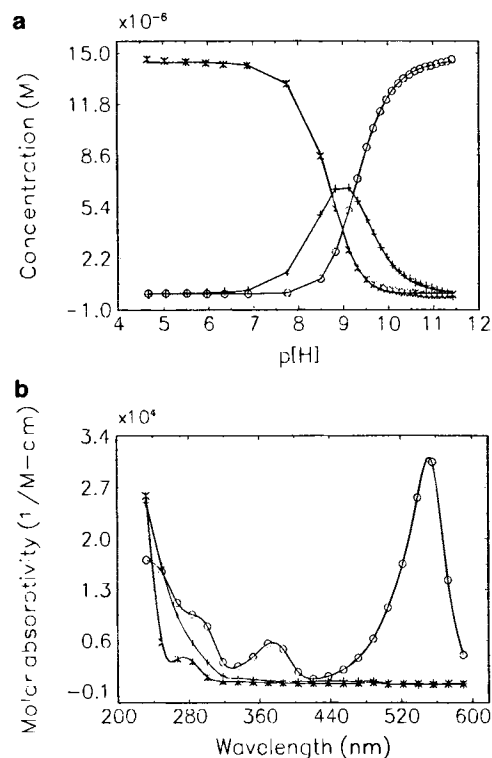 a
×10⁻⁶
15.0
11.8
8.6
5.4
2.2
−1.0
Concentration (M)
4 5 6 7 8 9 10 11 12
p[H]
b
×10⁴
3.4
2.7
2.0
1.3
0.6
−0.1
Molar absorptivity (1/M−cm)
200 280 360 440 520 600
Wavelength (nm)